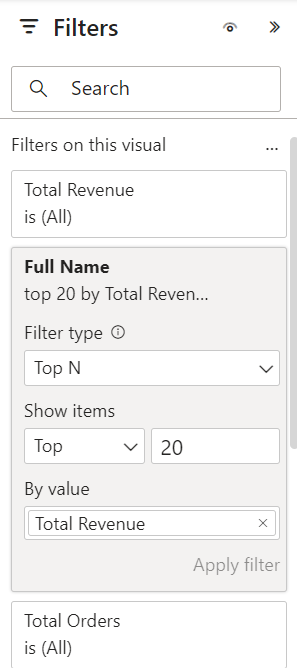 Filters
Search
Filters on this visual
...
Total Revenue
is (All)
Full Name
top 20 by Total Reven...
Filter type
Top N
Show items
Top 20
By value
Total Revenue
Apply filter
Total Orders
is (All)